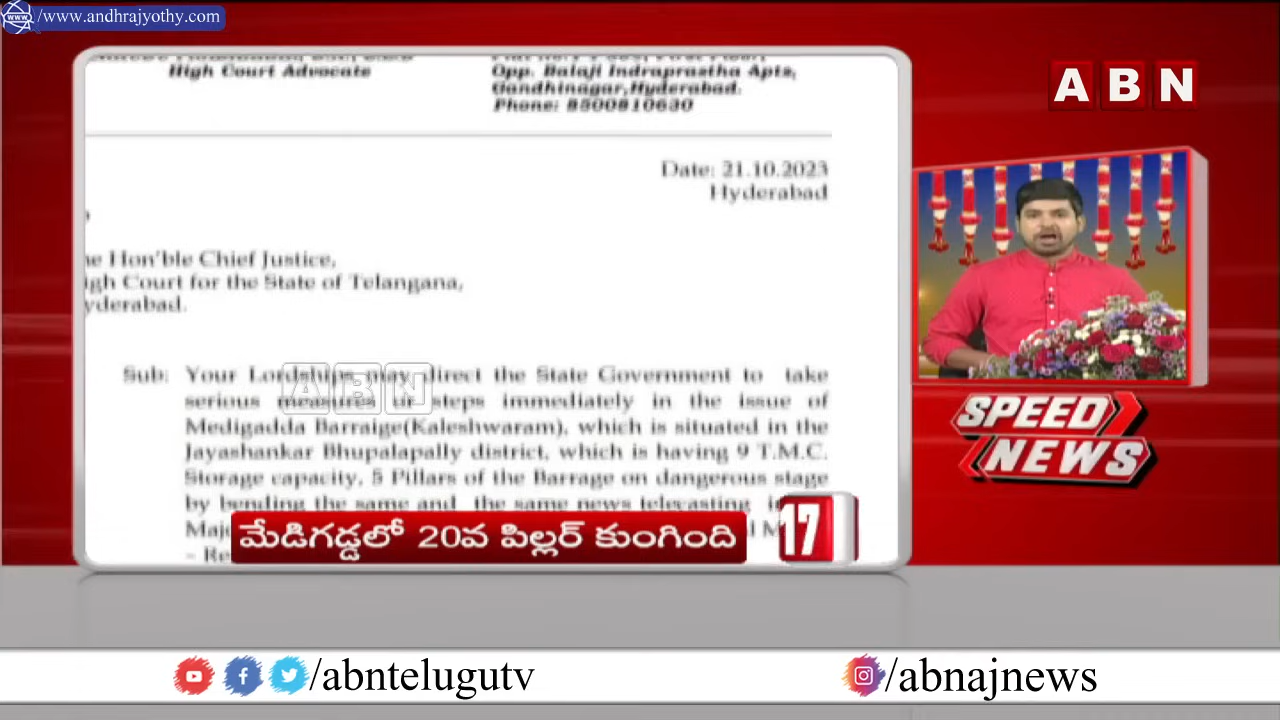 /www.andhrajyothy.com
High Court Advocate
Opp. Balaji Indraprastha Apts,
Gandhinagar,Hyderabad.
Phone: 8500810630
ABN
Date: 21.10.2023
Hyderabad
Hon'ble Chief Justice,
Court for the State of Telangana,
Sub: Your Lordships may direct the State Government to take
serious measures or steps immediately in the issue of
Medigadda Barraige(Kaleshwaram), which is situated in the
Jayashankar Bhupalapally district, which is having 9 T.M.C.
Storage capacity, 5 Pillars of the Barrage on dangerous stage
by bending the same and the same news telecasting
ABN
SPEED
NEWS
మేడిగడ్డలో 20వ పిల్లర్ కుంగింది
17
/abntelugutv
/abnajnews